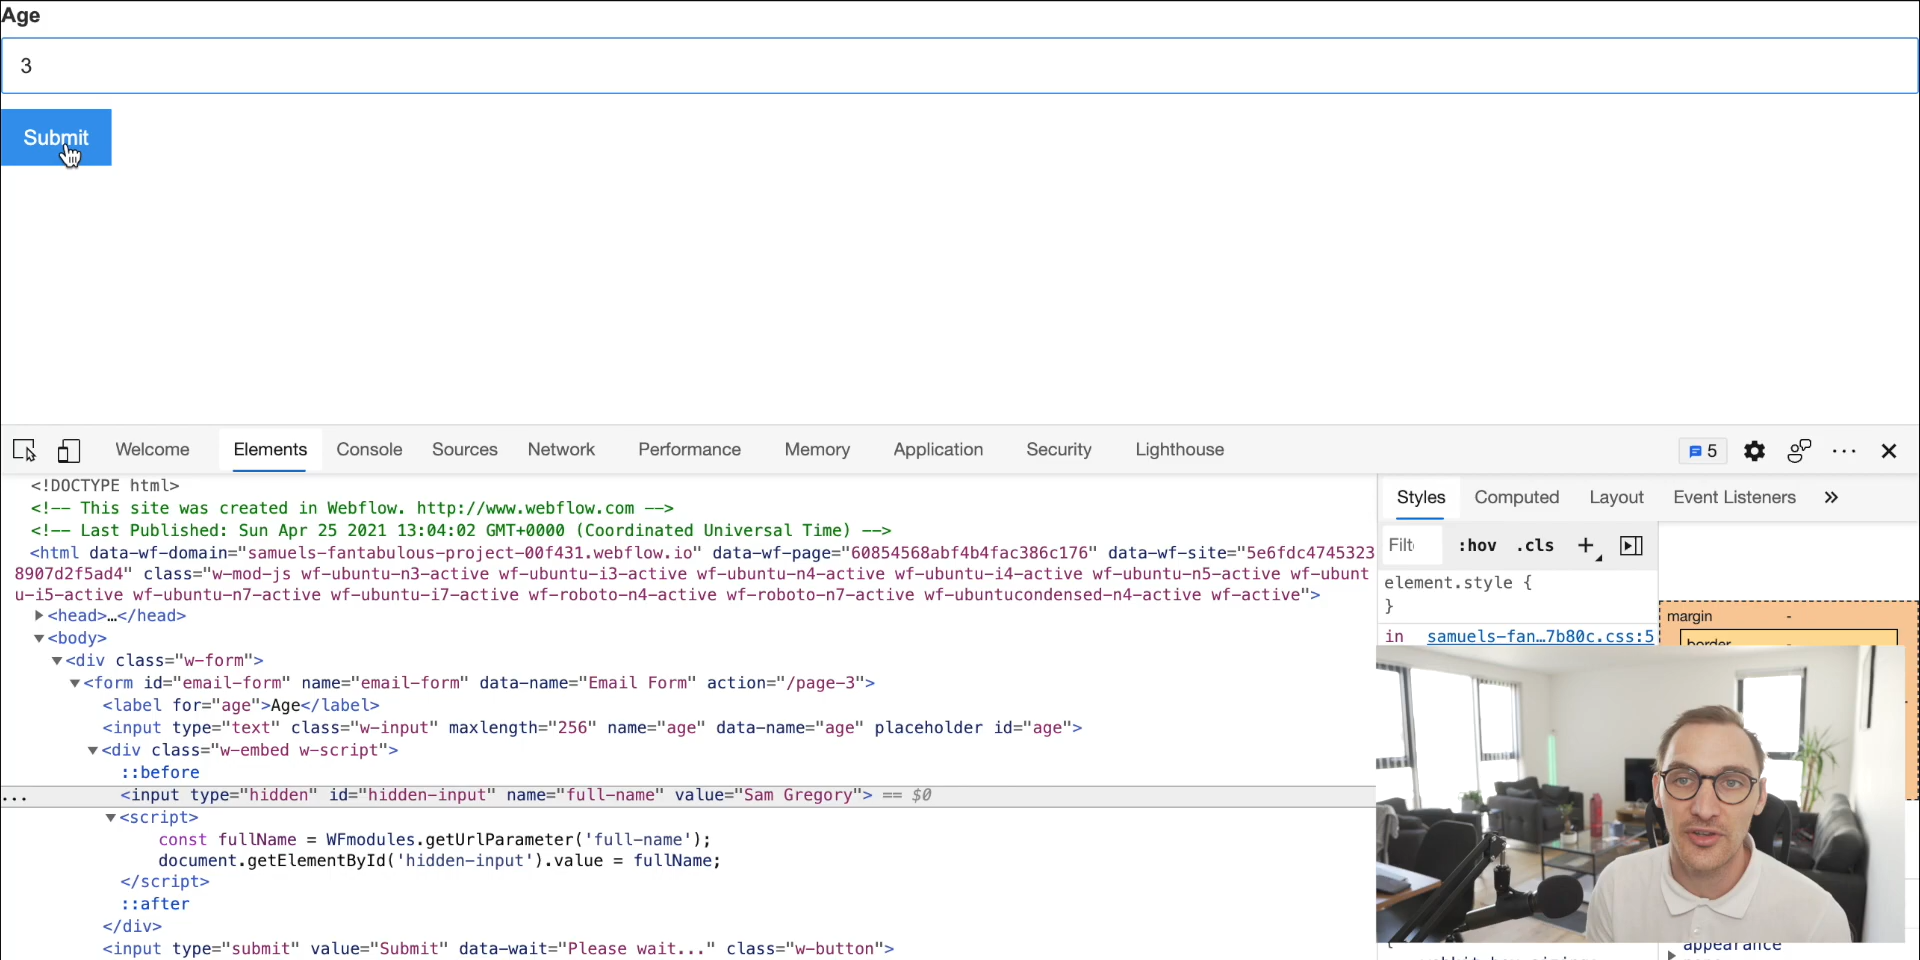 Age
3
Submit
Welcome Elements Console Sources Network Performance Memory Application Security Lighthouse 5
<!DOCTYPE html>
<!-- This site was created in Webflow. http://www.webflow.com -->
<!-- Last Published: Sun Apr 25 2021 13:04:02 GMT+0000 (Coordinated Universal Time) -->
<html data-wf-domain="samuels-fantabulous-project-00f431.webflow.io" data-wf-page="60854568abf4b4fac386c176" data-wf-site="5e6fdc4745323
8907d2f5ad4" class="w-mod-js wf-ubuntu-n3-active wf-ubuntu-i3-active wf-ubuntu-n4-active wf-ubuntu-i4-active wf-ubuntu-n5-active wf-ubunt
u-i5-active wf-ubuntu-n7-active wf-ubuntu-i7-active wf-roboto-n4-active wf-roboto-n7-active wf-ubuntucondensed-n4-active wf-active">
<head>…</head>
<body>
<div class="w-form">
<form id="email-form" name="email-form" data-name="Email Form" action="/page-3">
<label for="age">Age</label>
<input type="text" class="w-input" maxlength="256" name="age" data-name="age" placeholder id="age">
<div class="w-embed w-script">
::before
... <input type="hidden" id="hidden-input" name="full-name" value="Sam Gregory"> == $0
<script>
const fullName = WFmodules.getUrlParameter('full-name');
document.getElementById('hidden-input').value = fullName;
</script>
::after
</div>
<input type="submit" value="Submit" data-wait="Please wait..." class="w-button">
Styles Computed Layout Event Listeners »
Filt :hov .cls +
element.style {
}
in samuels-fan…7b80c.css:5
margin -
border -
appearance